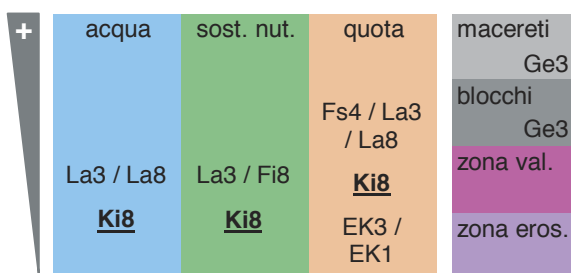 +
acqua
La3 / La8
Ki8
sost. nut.
La3 / Fi8
Ki8
quota
Fs4 / La3
/ La8
Ki8
EK3 /
EK1
macereti
Ge3
blocchi
Ge3
zona val.
zona eros.